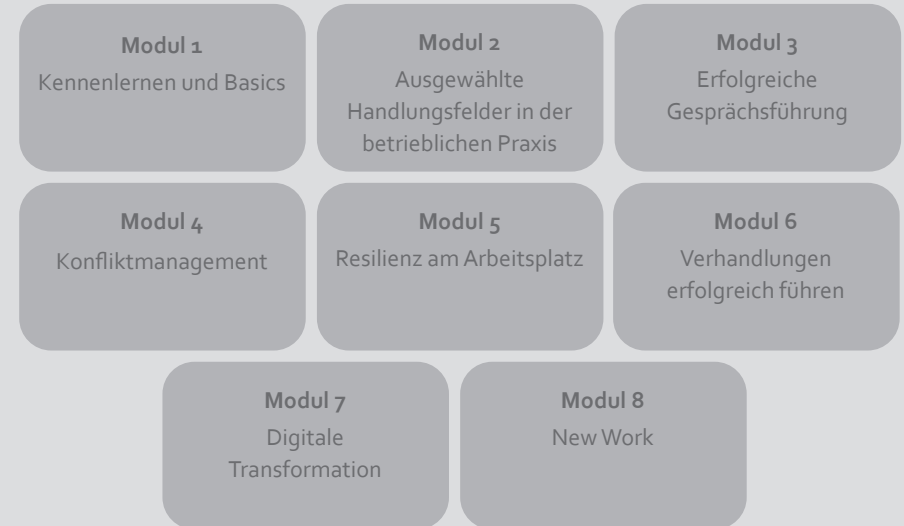 Modul 1
Kennenlernen und Basics
Modul 2
Ausgewählte
Handlungsfelder in der
betrieblichen Praxis
Modul 3
Erfolgreiche
Gesprächsführung
Modul 4
Konfliktmanagement
Modul 5
Resilienz am Arbeitsplatz
Modul 6
Verhandlungen
erfolgreich führen
Modul 7
Digitale
Transformation
Modul 8
New Work